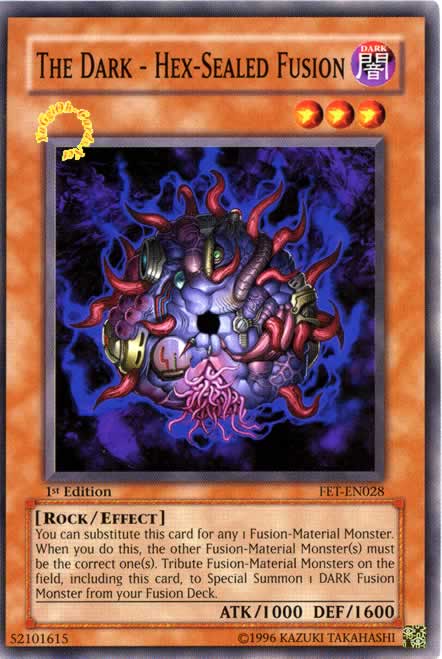 THE DARK - HEX-SEALED FUSION
DARK
闇
YuGiOh-Cards.Net
1st Edition
FET-EN028
[ROCK/EFFECT]
You can substitute this card for any 1 Fusion-Material Monster.
When you do this, the other Fusion-Material Monster(s) must
be the correct one(s). Tribute Fusion-Material Monsters on the
field, including this card, to Special Summon 1 DARK Fusion
Monster from your Fusion Deck.
ATK/1000 DEF/1600
52101615
©1996 KAZUKI TAKAHASHI